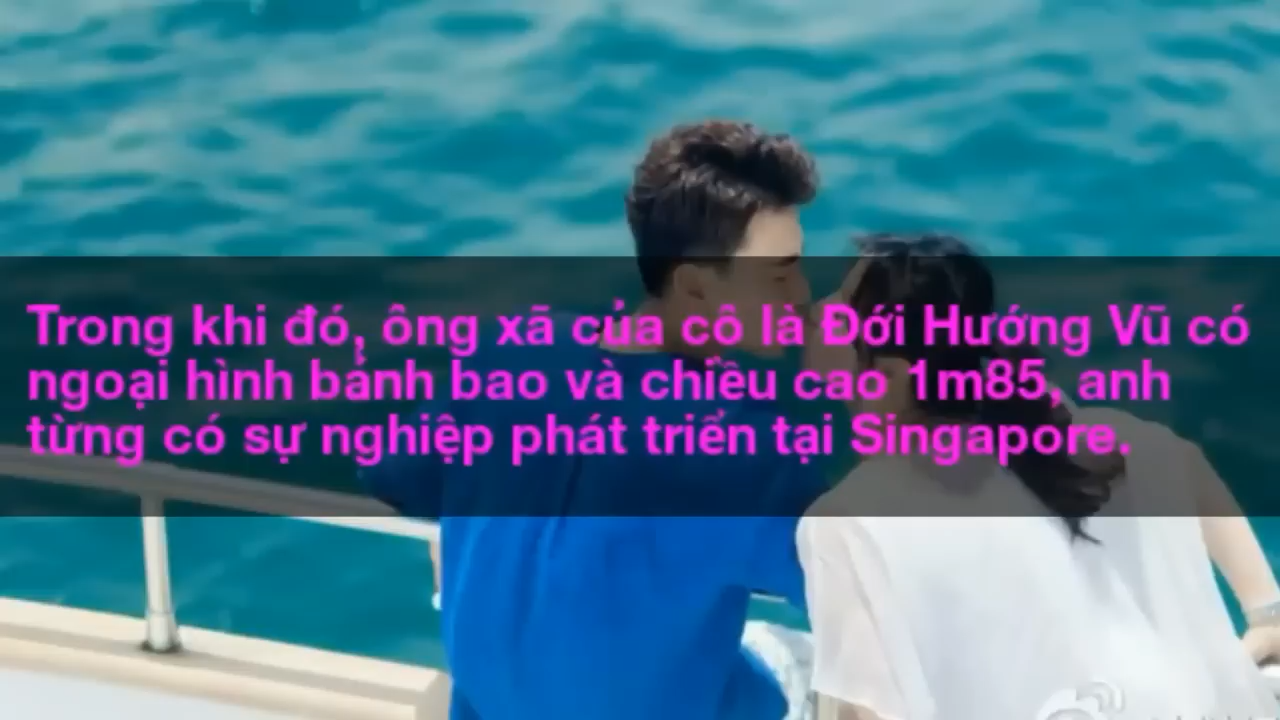 Trong khi đó, ông xã của cô là Đới Hướng Vũ có
ngoại hình bảnh bao và chiều cao 1m85, anh
từng có sự nghiệp phát triển tại Singapore.